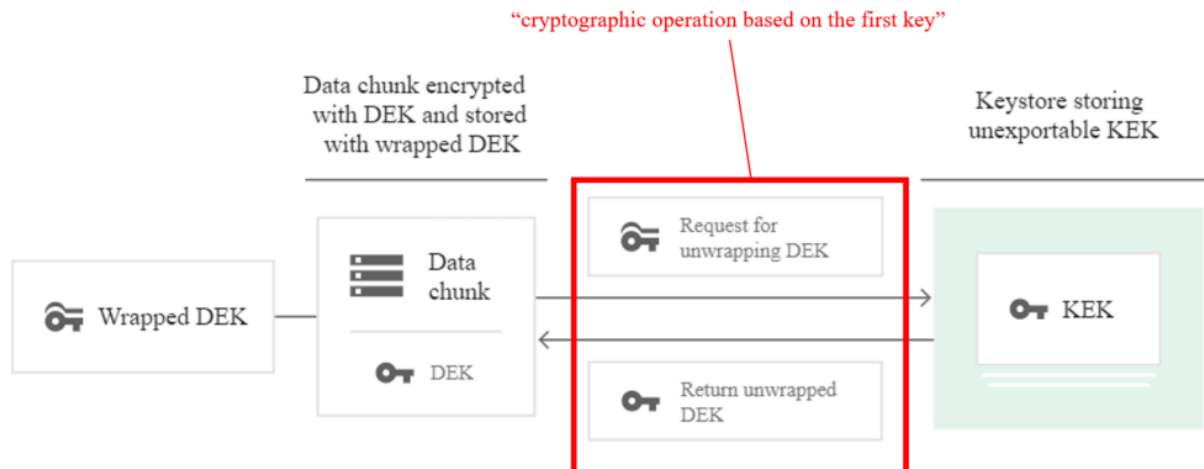 “cryptographic operation based on the first key”
Data chunk encrypted
with DEK and stored
with wrapped DEK
Keystore storing
unexportable KEK
Request for
unwrapping DEK
Data
chunk
Wrapped DEK
KEK
DEK
Return unwrapped
DEK